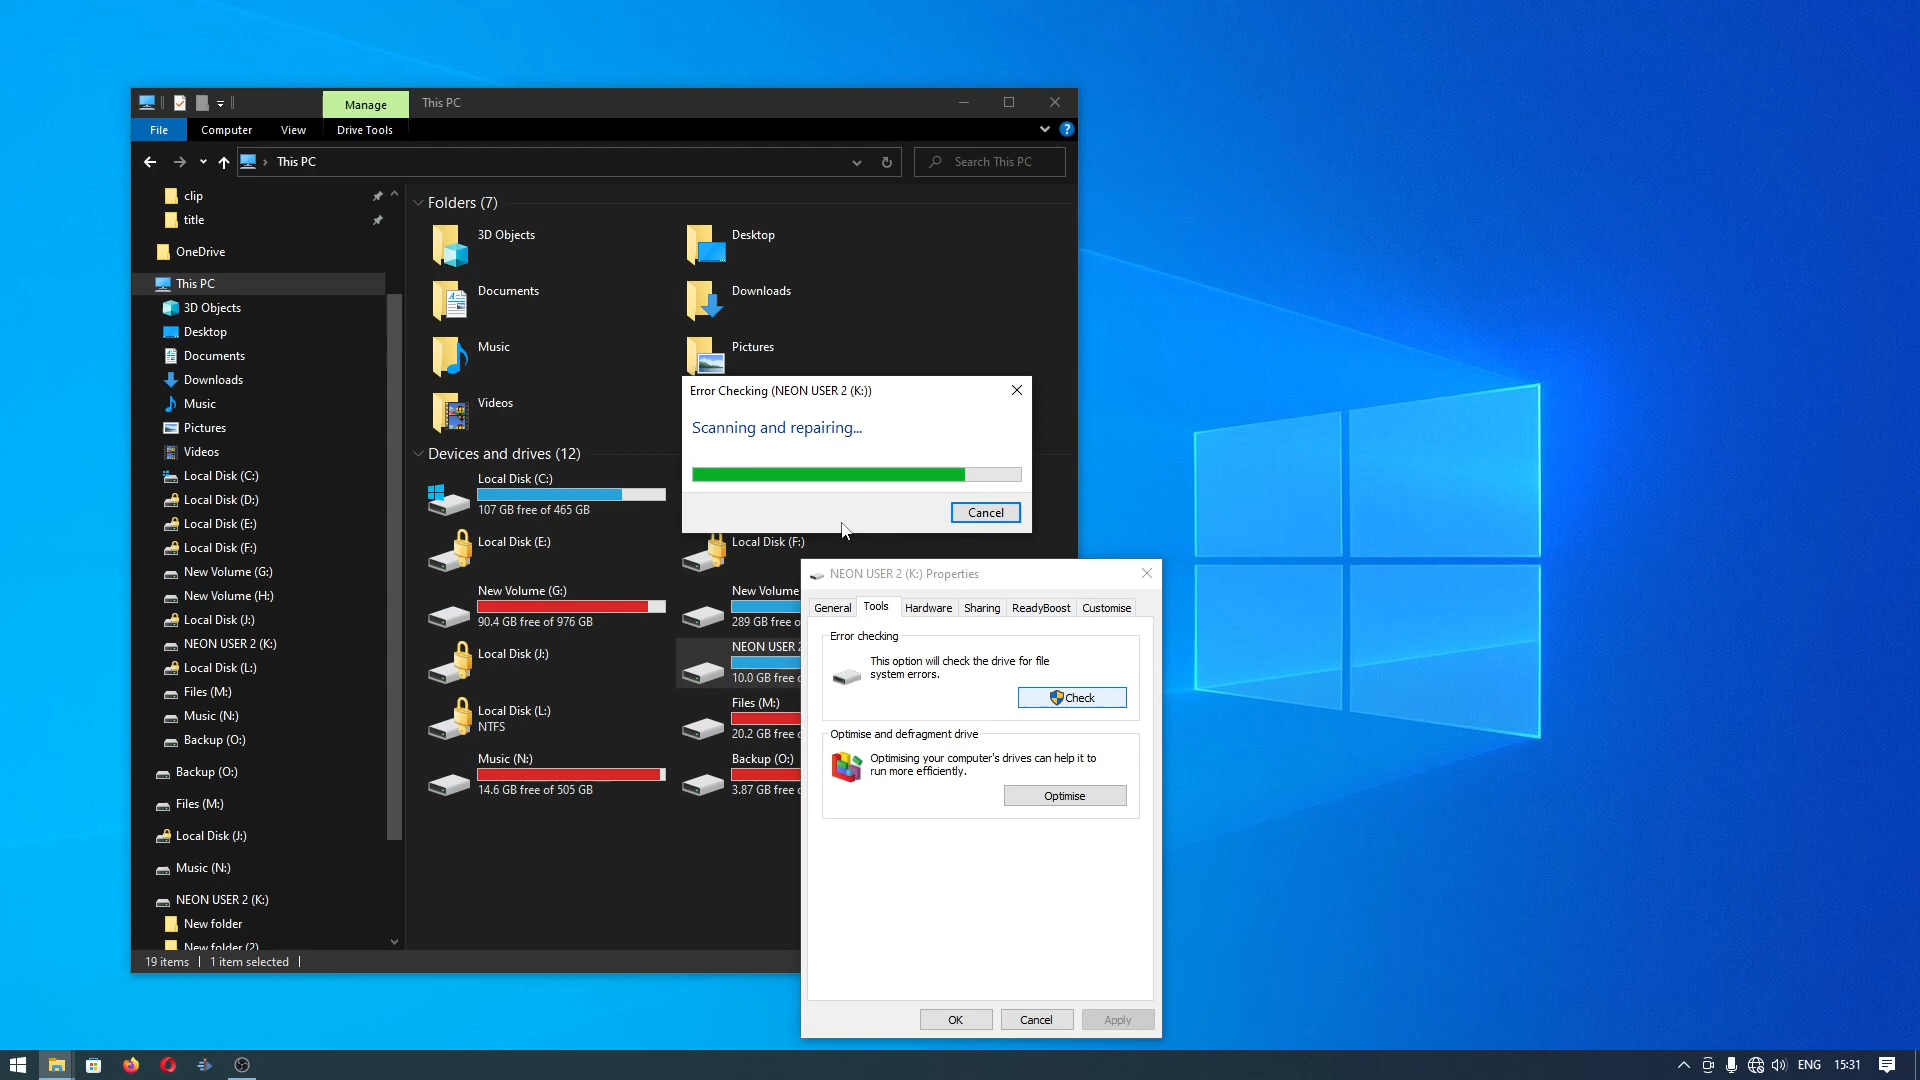 Manage
This PC
File
Computer
View
Drive Tools
This PC
Search This PC
clip
title
OneDrive
This PC
3D Objects
Desktop
Documents
Downloads
Music
Pictures
Videos
Local Disk (C:)
Local Disk (D:)
Local Disk (E:)
Local Disk (F:)
New Volume (G:)
New Volume (H:)
Local Disk (J:)
NEON USER 2 (K:)
Local Disk (L:)
Files (M:)
Music (N:)
Backup (O:)
Backup (O:)
Files (M:)
Local Disk (J:)
Music (N:)
NEON USER 2 (K:)
New folder
New folder (2)
19 items
1 item selected
Folders (7)
3D Objects
Desktop
Documents
Downloads
Music
Pictures
Videos
Devices and drives (12)
Local Disk (C:)
107 GB free of 465 GB
Local Disk (E:)
Local Disk (F:)
New Volume (G:)
90.4 GB free of 976 GB
New Volume
289 GB free o
Local Disk (J:)
NEON USER 2
10.0 GB free o
Local Disk (L:)
NTFS
Files (M:)
20.2 GB free o
Music (N:)
14.6 GB free of 505 GB
Backup (O:)
3.87 GB free o
Error Checking (NEON USER 2 (K:))
Scanning and repairing...
Cancel
NEON USER 2 (K:) Properties
General
Tools
Hardware
Sharing
ReadyBoost
Customise
Error checking
This option will check the drive for file
system errors.
Check
Optimise and defragment drive
Optimising your computer's drives can help it to
run more efficiently.
Optimise
OK
Cancel
Apply
ENG
15:31